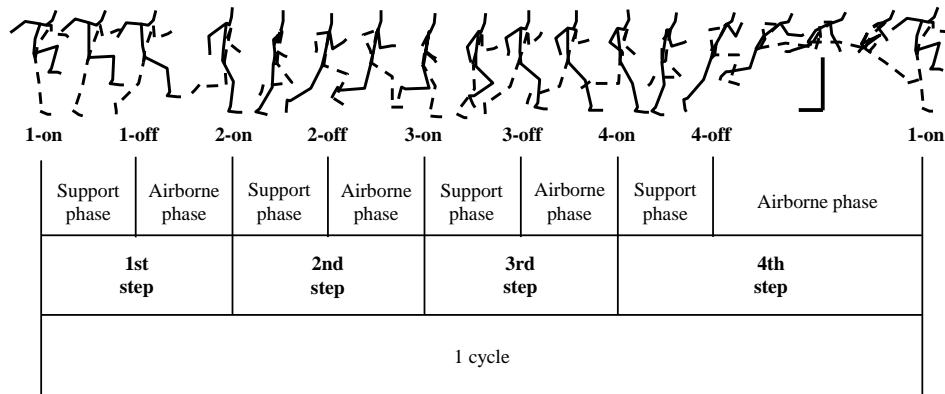 1-on 1-off 2-on 2-off 3-on 3-off 4-on 4-off 1-on
Support Airborne Support Airborne Support Airborne Support Airborne phase
phase phase phase phase phase phase phase
1st 2nd 3rd 4th
step step step step
1 cycle